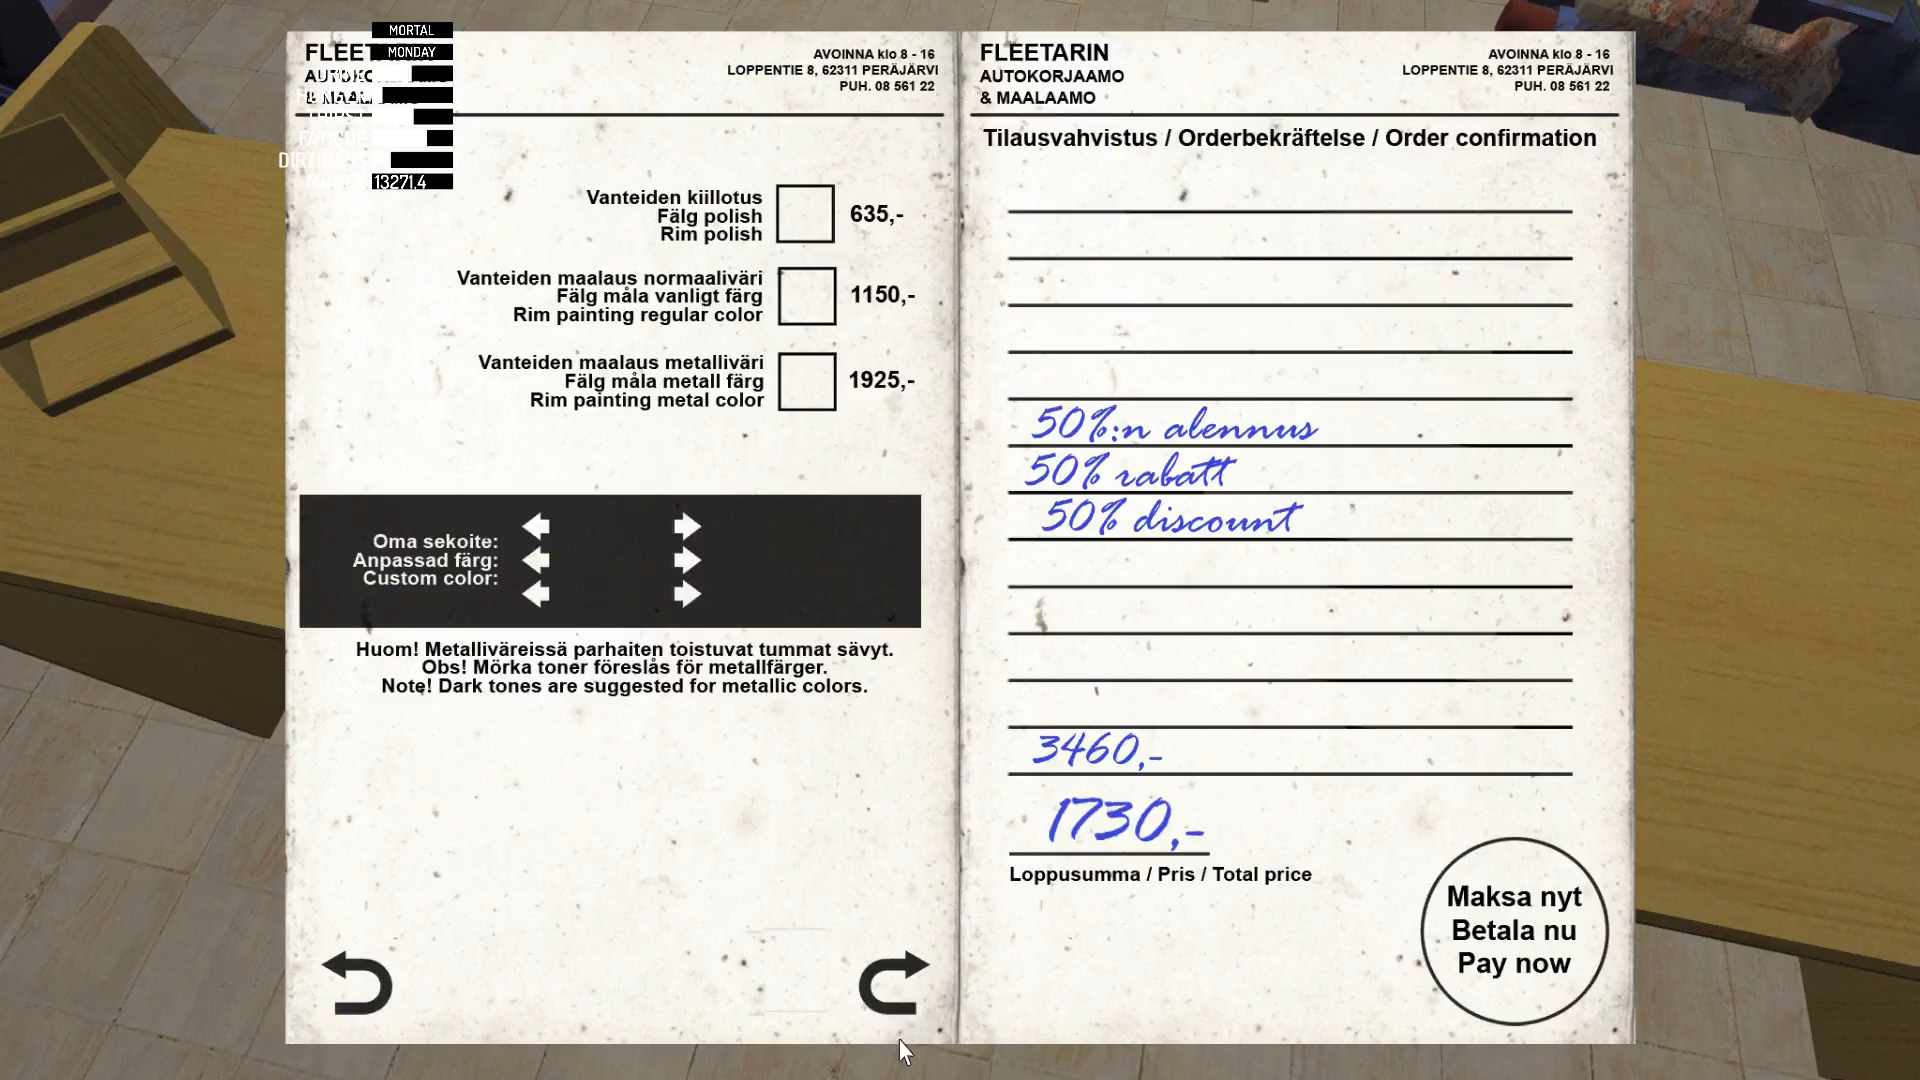 MORTAL
MONDAY
13271.4
AVOINNA klo 8 - 16
LOPPENTIE 8, 62311 PERÄJÄRVI
PUH. 08 561 22
Vanteiden kiillotus
Fälg polish
Rim polish
635,-
Vanteiden maalaus normaaliväri
Fälg måla vanligt färg
Rim painting regular color
1150,-
Vanteiden maalaus metalliväri
Fälg måla metall färg
Rim painting metal color
1925,-
Oma sekoite:
Anpassad färg:
Custom color:
Huom! Metalliväreissä parhaiten toistuvat tummat sävyt.
Obs! Mörka toner föreslås för metallfärger.
Note! Dark tones are suggested for metallic colors.
FLEETARIN
AUTOKORJAAMO
& MAALAAMO
AVOINNA klo 8 - 16
LOPPENTIE 8, 62311 PERÄJÄRVI
PUH. 08 561 22
Tilausvahvistus / Orderbekräftelse / Order confirmation
50%:n alennus
50% rabatt
50% discount
3460,-
1730,-
Loppusumma / Pris / Total price
Maksa nyt
Betala nu
Pay now